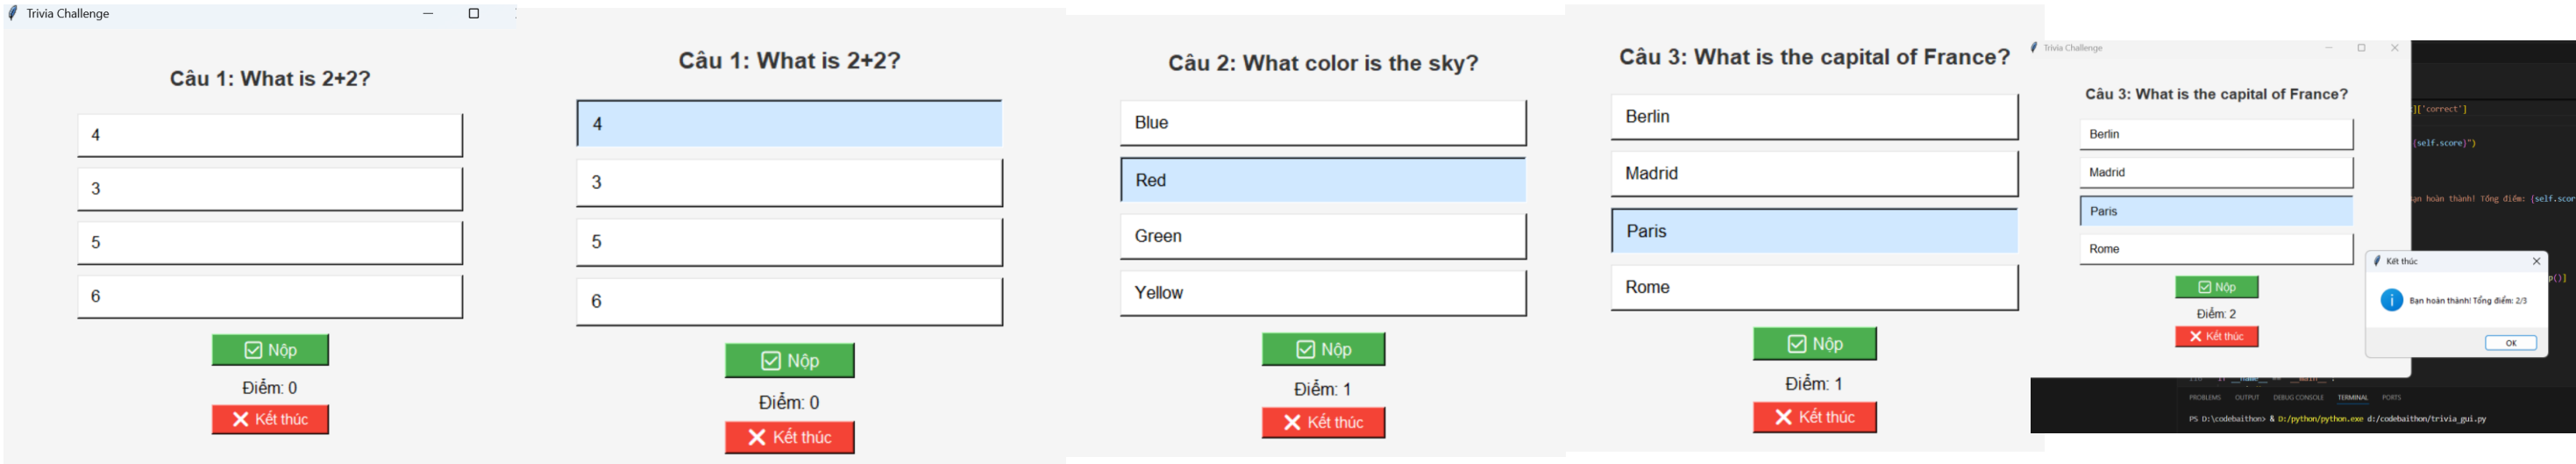 Trivia Challenge
Câu 1: What is 2+2?
4
3
5
6
Nộp
Điểm: 0
Kết thúc
Câu 1: What is 2+2?
4
3
5
6
Nộp
Điểm: 0
Kết thúc
Câu 2: What color is the sky?
Blue
Red
Green
Yellow
Nộp
Điểm: 1
Kết thúc
Câu 3: What is the capital of France?
Berlin
Madrid
Paris
Rome
Nộp
Điểm: 1
Kết thúc
Trivia Challenge
Câu 3: What is the capital of France?
Berlin
Madrid
Paris
Rome
Nộp
Điểm: 2
Kết thúc
]['correct']
{self.score}")
ạn hoàn thành! Tổng điểm: {self.scor
p()]
Kết thúc
Bạn hoàn thành! Tổng điểm: 2/3
OK
PROBLEMS OUTPUT DEBUG CONSOLE TERMINAL PORTS
PS D:\codebaithon> & D:/python/python.exe d:/codebaithon/trivia_gui.py